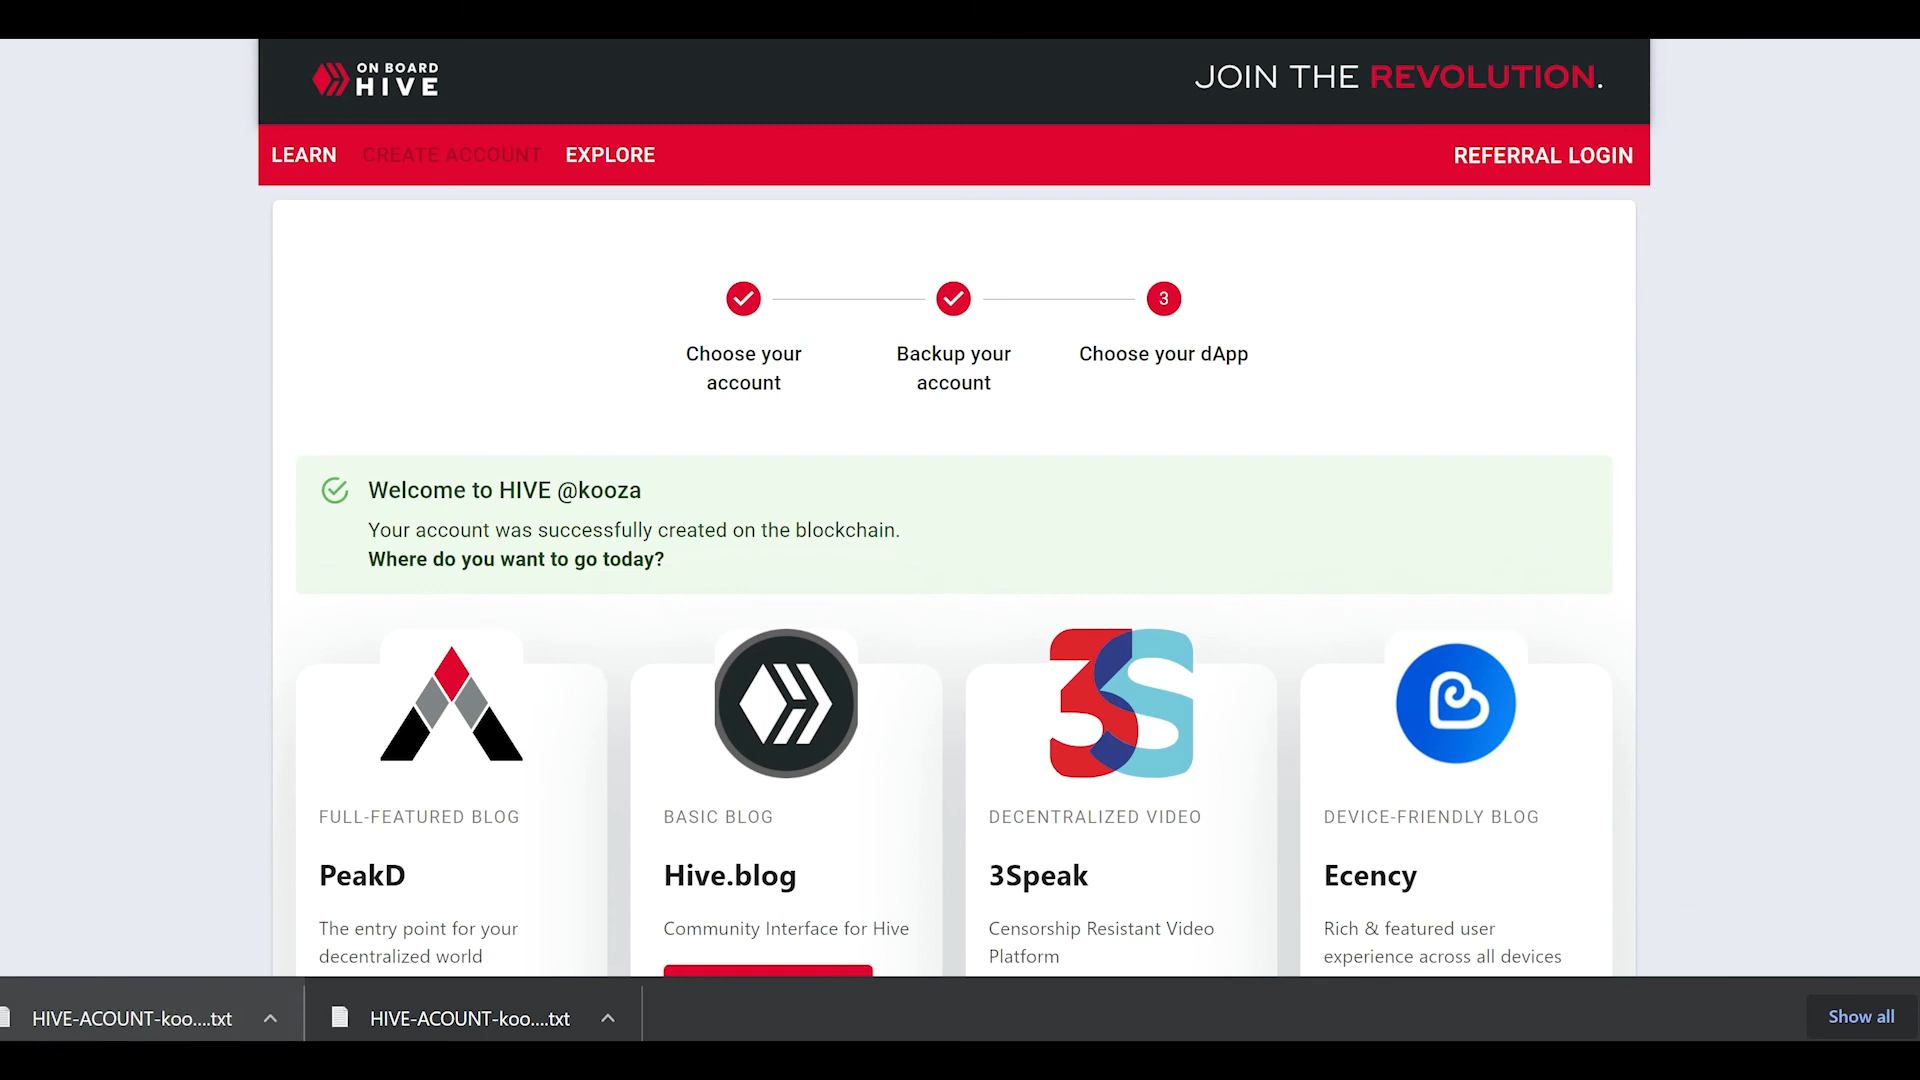 ON BOARD
HIVE
JOIN THE REVOLUTION.
LEARN
CREATE ACCOUNT
EXPLORE
REFERRAL LOGIN
3
Choose your
account
Backup your
account
Choose your dApp
Welcome to HIVE @kooza
Your account was successfully created on the blockchain.
Where do you want to go today?
3S
FULL-FEATURED BLOG
PeakD
The entry point for your
decentralized world
BASIC BLOG
Hive.blog
Community Interface for Hive
DECENTRALIZED VIDEO
3Speak
Censorship Resistant Video
Platform
DEVICE-FRIENDLY BLOG
Ecency
Rich & featured user
experience across all devices
HIVE-ACOUNT-koo....txt
HIVE-ACOUNT-koo....txt
Show all